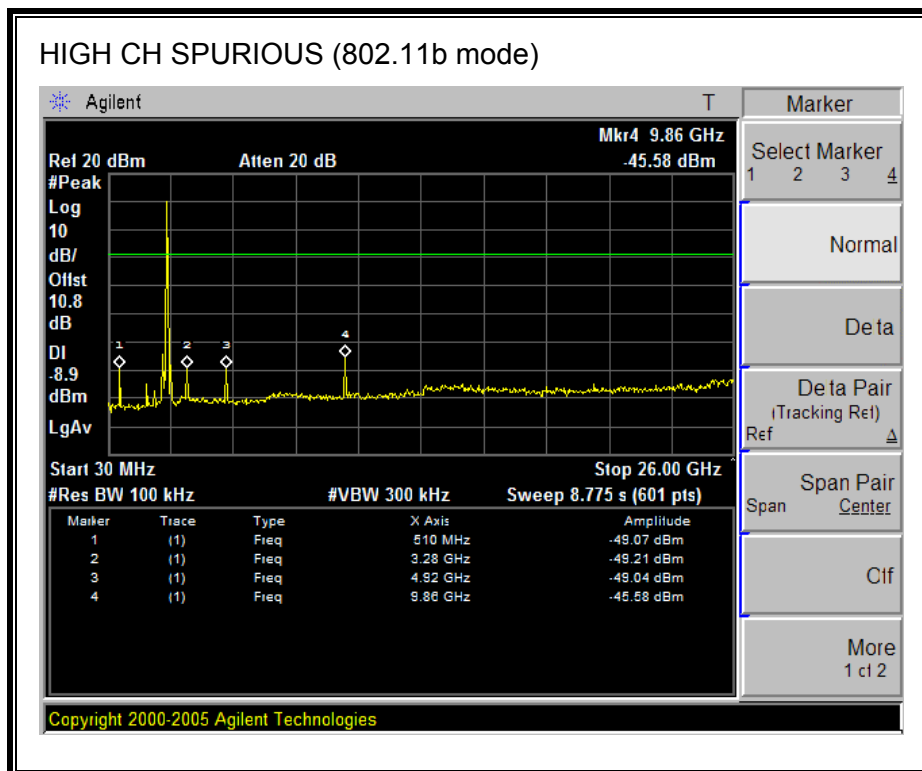 HIGH CH SPURIOUS (802.11b mode)
Agilent T
Marker
Mkr4 9.86 GHz
Ref 20 dBm Atten 20 dB -45.58 dBm
#Peak
Log
10
dB/
Offst
10.8
dB
DI
-8.9
dBm
LgAv
1 2 3 4
Start 30 MHz Stop 26.00 GHz
#Res BW 100 kHz #VBW 300 kHz Sweep 8.775 s (601 pts)
Marker Trace Type X Axis Amplitude
1 (1) Freq 510 MHz -49.07 dBm
2 (1) Freq 3.28 GHz -49.21 dBm
3 (1) Freq 4.92 GHz -49.04 dBm
4 (1) Freq 9.86 GHz -45.58 dBm
Select Marker
1 2 3 4
Normal
Delta
Delta Pair
(Tracking Ref)
Ref Δ
Span Pair
Span Center
Off
More
1 of 2
Copyright 2000-2005 Agilent Technologies